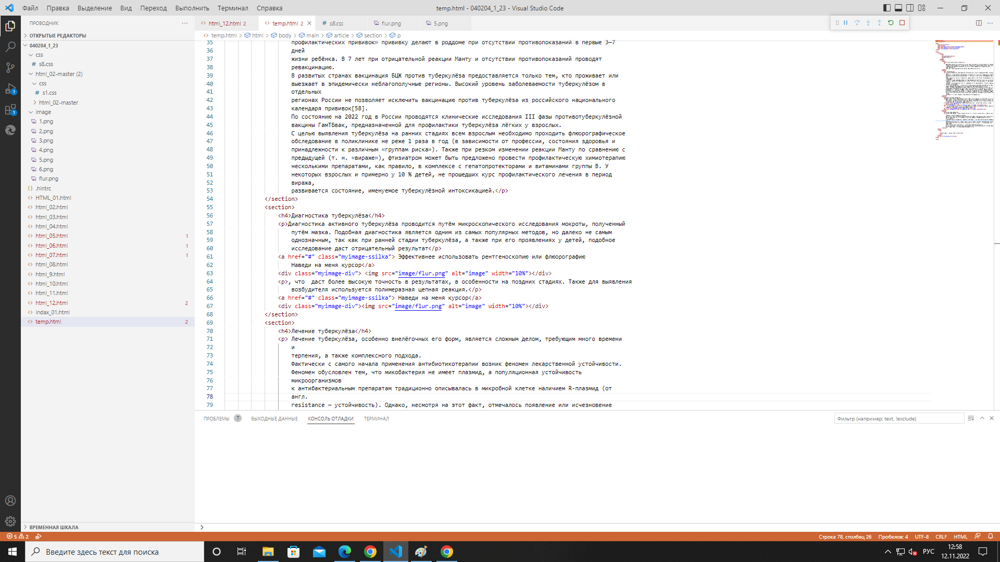 Файл Правка Выделение Вид Переход Выполнить Терминал Справка
temp.html - 040204_1_23 - Visual Studio Code
ПРОВОДНИК
ОТКРЫТЫЕ РЕДАКТОРЫ
040204_1_23
css
s8.css
html_02-master (2)
css
s1.css
html_02-master
image
1.png
2.png
3.png
4.png
5.png
6.png
flur.png
.hintrc
HTML_01.html
html_02.html
html_03.html
html_04.html
html_05.html 1
html_06.html 1
html_07.html 1
html_08.html
html_9.html
html_10.html
html_11.html
html_12.html 2
indax_01.html
temp.html 2
ВРЕМЕННАЯ ШКАЛА
html_12.html 2 temp.html 2 s8.css flur.png 5.png
temp.html > html > body > main > article > section > p
35 профилактических прививок» прививку делают в роддоме при отсутствии противопоказаний в первые 3—7
36 дней
37 жизни ребёнка. В 7 лет при отрицательной реакции Манту и отсутствии противопоказаний проводят
38 ревакцинацию.
39 В развитых странах вакцинация БЦЖ против туберкулёза предоставляется только тем, кто проживает или
40 выезжает в эпидемически неблагополучные регионы. Высокий уровень заболеваемости туберкулёзом в
41 отдельных
42 регионах России не позволяет исключить вакцинацию против туберкулёза из российского национального
43 календаря прививок[58].
44 По состоянию на 2022 год в России проводятся клинические исследования III фазы противотуберкулёзной
45 вакцины ГамТБвак, предназначенной для профилактики туберкулёза лёгких у взрослых.
46 С целью выявления туберкулёза на ранних стадиях всем взрослым необходимо проходить флюорографическое
47 обследование в поликлинике не реже 1 раза в год (в зависимости от профессии, состояния здоровья и
48 принадлежности к различным «группам риска»). Также при резком изменении реакции Манту по сравнению с
49 предыдущей (т. н. «вираже»), фтизиатром может быть предложено провести профилактическую химиотерапию
50 несколькими препаратами, как правило, в комплексе с гепатопротекторами и витаминами группы B. У
51 некоторых взрослых и примерно у 10 % детей, не прошедших курс профилактического лечения в период
52 виража,
53 развивается состояние, именуемое туберкулёзной интоксикацией.</p>
54 </section>
55 <section>
56 <h4>Диагностика туберкулёза</h4>
57 <p>Диагностика активного туберкулёза проводится путём микроскопического исследования мокроты, полученный
58 путём мазка. Подобная диагностика является одним из самых популярных методов, но далеко не самым
59 однозначным, так как при ранней стадии туберкулёза, а также при его проявлениях у детей, подобное
60 исследование даст отрицательный результат</p>
61 <a href="#" class="myimage-ssilka"> Эффективнее использовать рентгеноскопию или флюорографию
62 Наведи на меня курсор</a>
63 <div class="myimage-div"> <img src="image/flur.png" alt="image" width="10%"></div>
64 <p>, что  даст более высокую точность в результатах, в особенности на поздних стадиях. Также для выявления
65 возбудителя используется полимеразная цепная реакция.</p>
66 <a href="#" class="myimage-ssilka"> Наведи на меня курсор</a>
67 <div class="myimage-div"><img src="image/flur.png" alt="image" width="10%"></div>
68 </section>
69 <section>
70 <h4>Лечение туберкулёза</h4>
71 <p> Лечение туберкулёза, особенно внелёгочных его форм, является сложным делом, требующим много времени
72 и
73 терпения, а также комплексного подхода.
74 Фактически с самого начала применения антибиотикотерапии возник феномен лекарственной устойчивости.
75 Феномен обусловлен тем, что микобактерия не имеет плазмид, а популяционная устойчивость
76 микроорганизмов
77 к антибактериальным препаратам традиционно описывалась в микробной клетке наличием R-плазмид (от
78 англ.
79 resistance — устойчивость). Однако, несмотря на этот факт, отмечалось появление или исчезновение
ПРОБЛЕМЫ 7 ВЫХОДНЫЕ ДАННЫЕ КОНСОЛЬ ОТЛАДКИ ТЕРМИНАЛ
Фильтр (например: text, !exclude)
5 2
Строка 78, столбец 26 Пробелов: 4 UTF-8 CRLF HTML
Введите здесь текст для поиска
РУС
12:58
12.11.2022